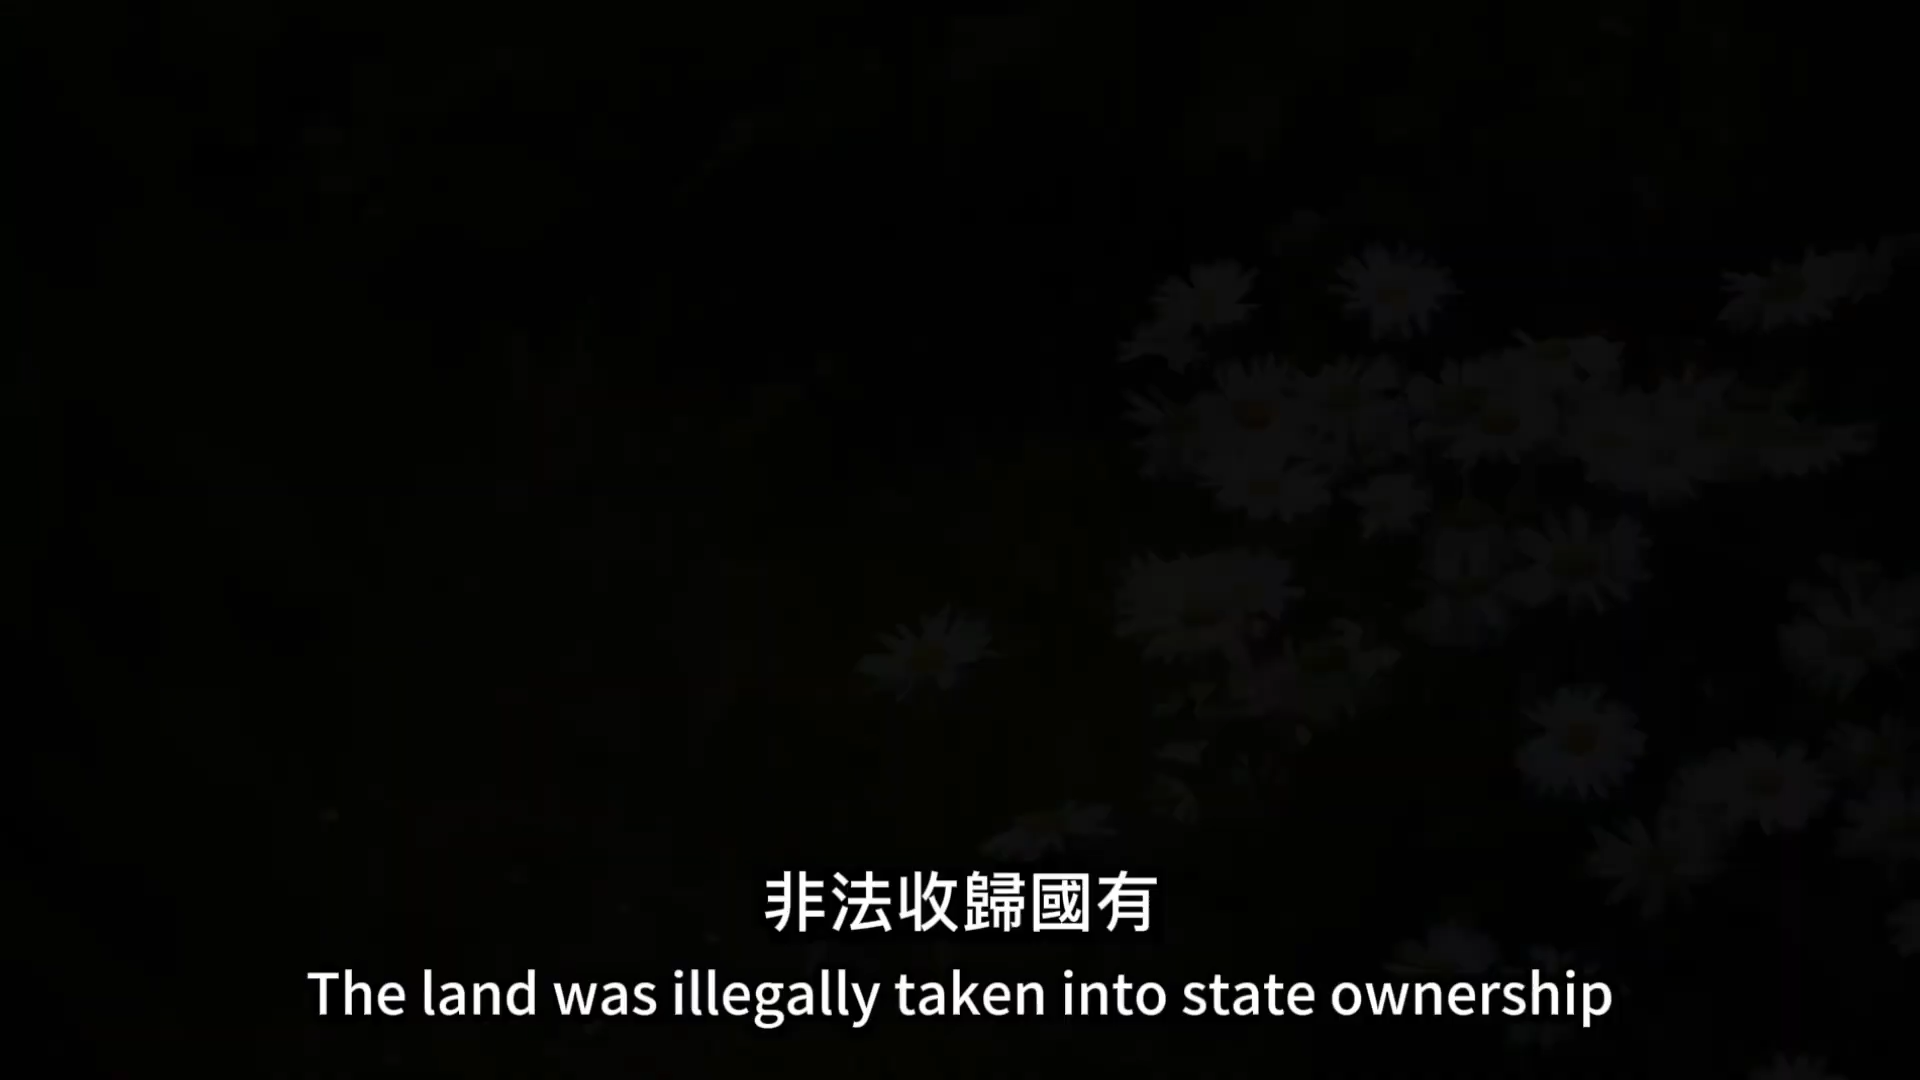 非法收歸國有
The land was illegally taken into state ownership